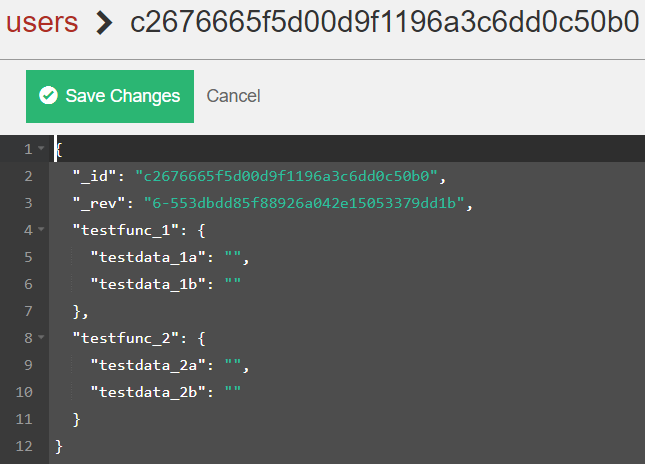 users > c2676665f5d00d9f1196a3c6dd0c50b0
Save Changes Cancel
1 {
2 "_id": "c2676665f5d00d9f1196a3c6dd0c50b0",
3 "_rev": "6-553dbdd85f88926a042e15053379dd1b",
4 "testfunc_1": {
5 "testdata_1a": "",
6 "testdata_1b": ""
7 },
8 "testfunc_2": {
9 "testdata_2a": "",
10 "testdata_2b": ""
11 }
12 }